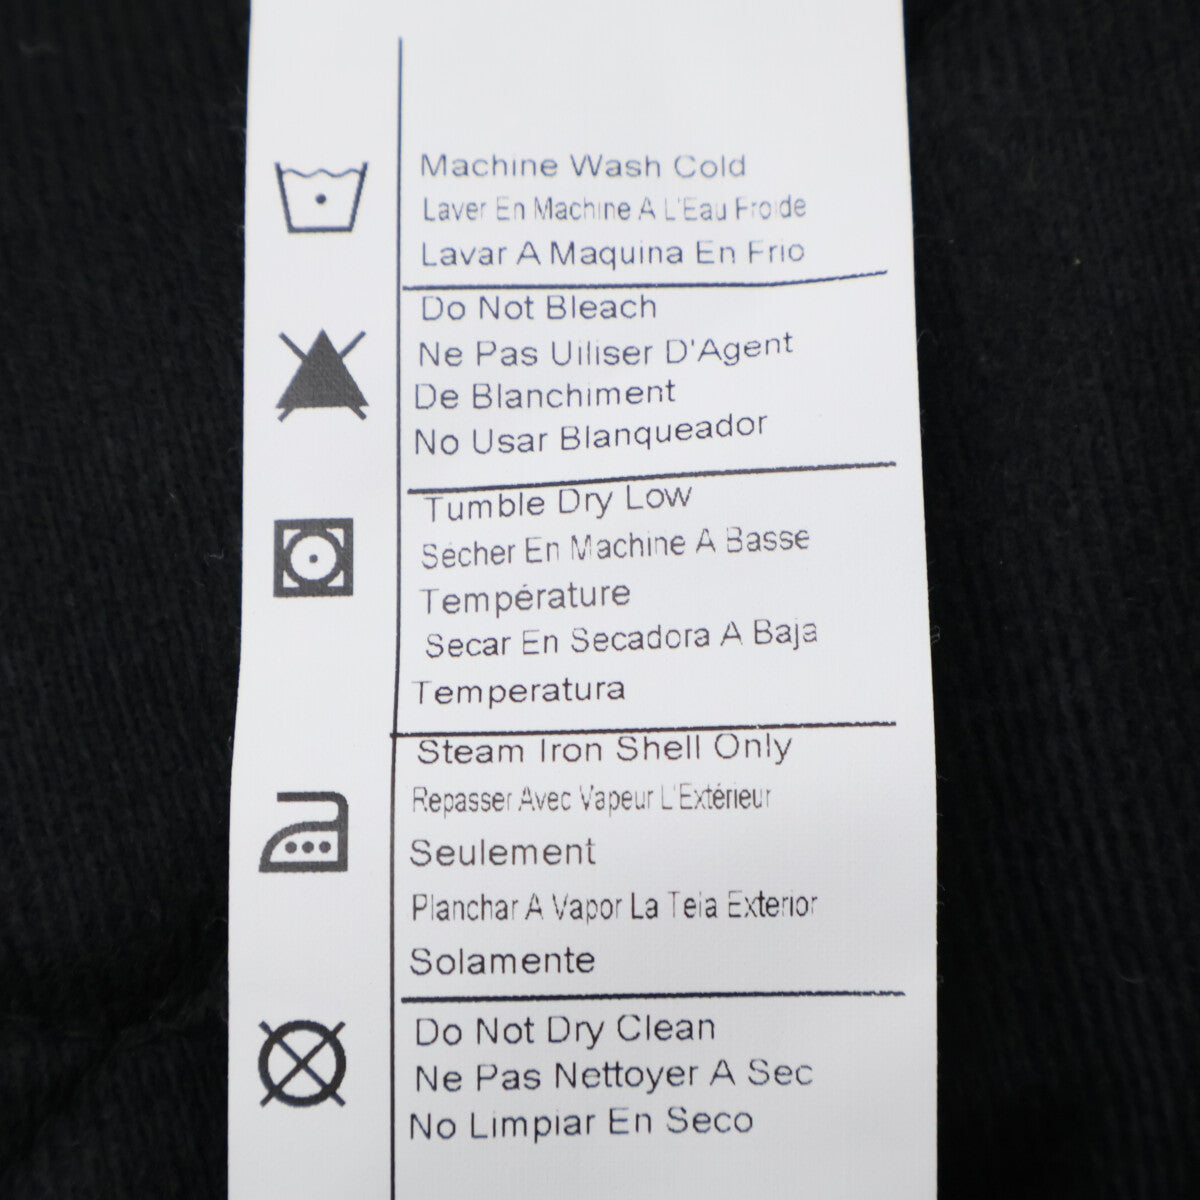 Machine Wash Cold
Laver En Machine A L'Eau Froide
Lavar A Maquina En Frio
Do Not Bleach
Ne Pas Uiliser D'Agent
De Blanchiment
No Usar Blanqueador
Tumble Dry Low
Sécher En Machine A Basse
Température
Secar En Secadora A Baja
Temperatura
Steam Iron Shell Only
Repasser Avec Vapeur L'Extérieur
Seulement
Planchar A Vapor La Teia Exterior
Solamente
Do Not Dry Clean
Ne Pas Nettoyer A Sec
No Limpiar En Seco